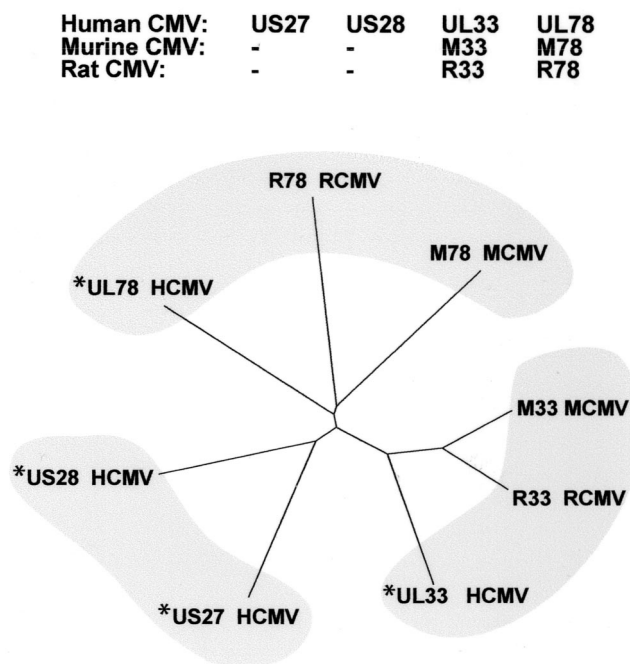 Human CMV: US27 US28 UL33 UL78
Murine CMV: - - M33 M78
Rat CMV: - - R33 R78
R78 RCMV
M78 MCMV
*UL78 HCMV
M33 MCMV
*US28 HCMV
R33 RCMV
*UL33 HCMV
*US27 HCMV